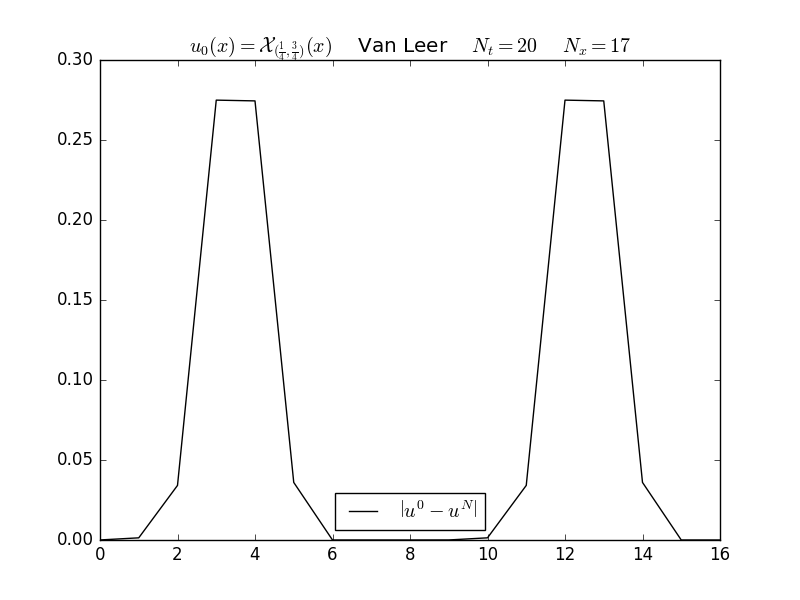 u_0(x) = 𝒳_(1/4, 3/4)(x) Van Leer N_t = 20 N_x = 17
0.30
0.25
0.20
0.15
0.10
0.05
0.00
|u^0 − u^N|
0 2 4 6 8 10 12 14 16